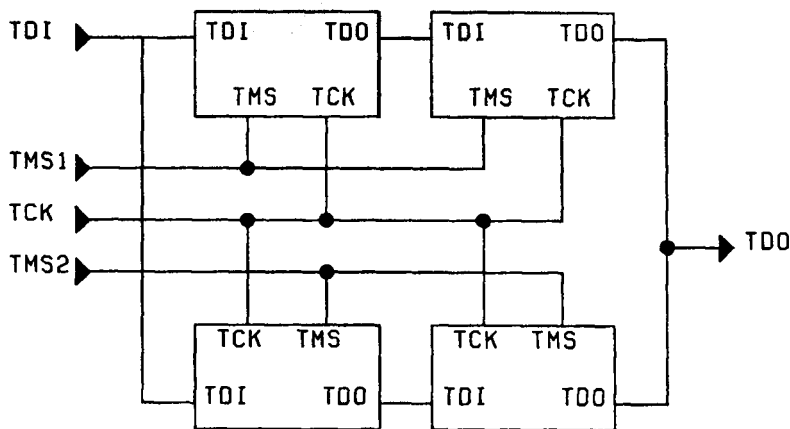 TDI
TDI TDO
TDI TDO
TMS TCK
TMS TCK
TMS1
TCK
TMS2
TDO
TCK TMS
TCK TMS
TDI TDO
TDI TDO